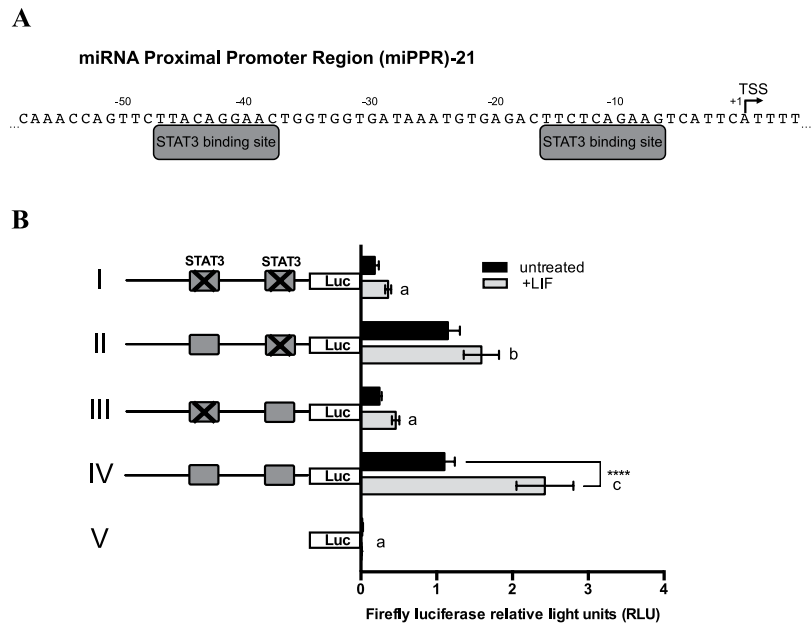 A
miRNA Proximal Promoter Region (miPPR)-21
TSS
-50 -40 -30 -20 -10 +1
...CAAACCAGTTCTTACAGGAACTGGTGTGATAAATGTGAGACTTCTCAGAAGTCATTCATTTT...
STAT3 binding site STAT3 binding site
B
STAT3 STAT3
untreated
+LIF
I Luc a
II Luc b
III Luc a
IV Luc ****
c
V Luc a
0 1 2 3 4
Firefly luciferase relative light units (RLU)